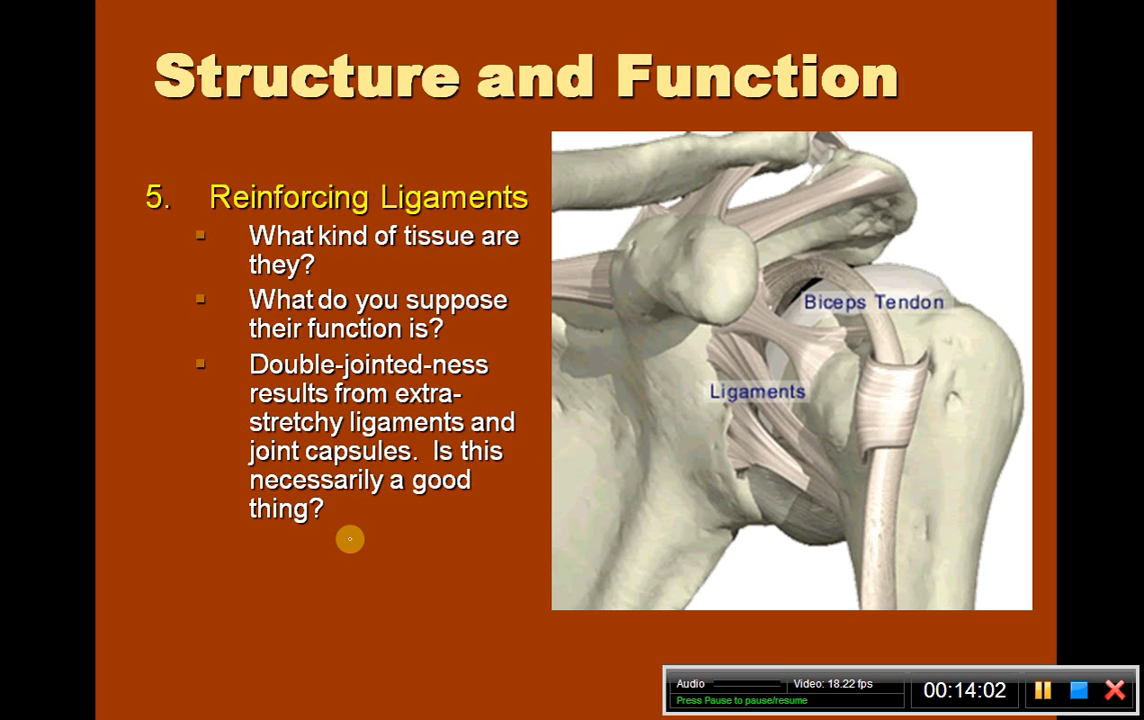 Structure and Function
5. Reinforcing Ligaments
What kind of tissue are
they?
What do you suppose
their function is?
Double-jointed-ness
results from extra-
stretchy ligaments and
joint capsules. Is this
necessarily a good
thing?
Biceps Tendon
Ligaments
Audio
Video: 18.22 fps
Press Pause to pause/resume
00:14:02